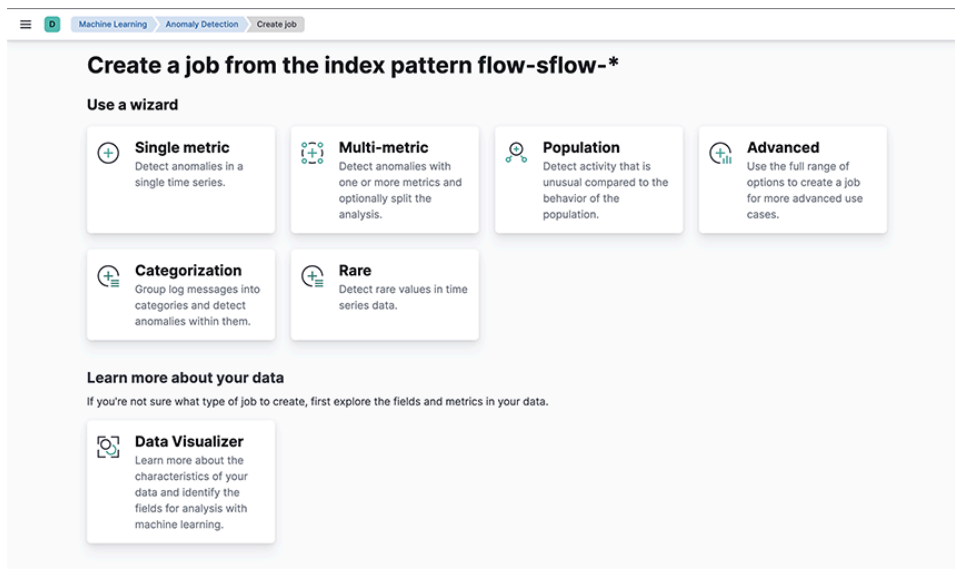 D Machine Learning Anomaly Detection Create job
Create a job from the index pattern flow-sflow-*
Use a wizard
Single metric
Detect anomalies in a
single time series.
Multi-metric
Detect anomalies with
one or more metrics and
optionally split the
analysis.
Population
Detect activity that is
unusual compared to the
behavior of the
population.
Advanced
Use the full range of
options to create a job
for more advanced use
cases.
Categorization
Group log messages into
categories and detect
anomalies within them.
Rare
Detect rare values in time
series data.
Learn more about your data
If you're not sure what type of job to create, first explore the fields and metrics in your data.
Data Visualizer
Learn more about the
characteristics of your
data and identify the
fields for analysis with
machine learning.